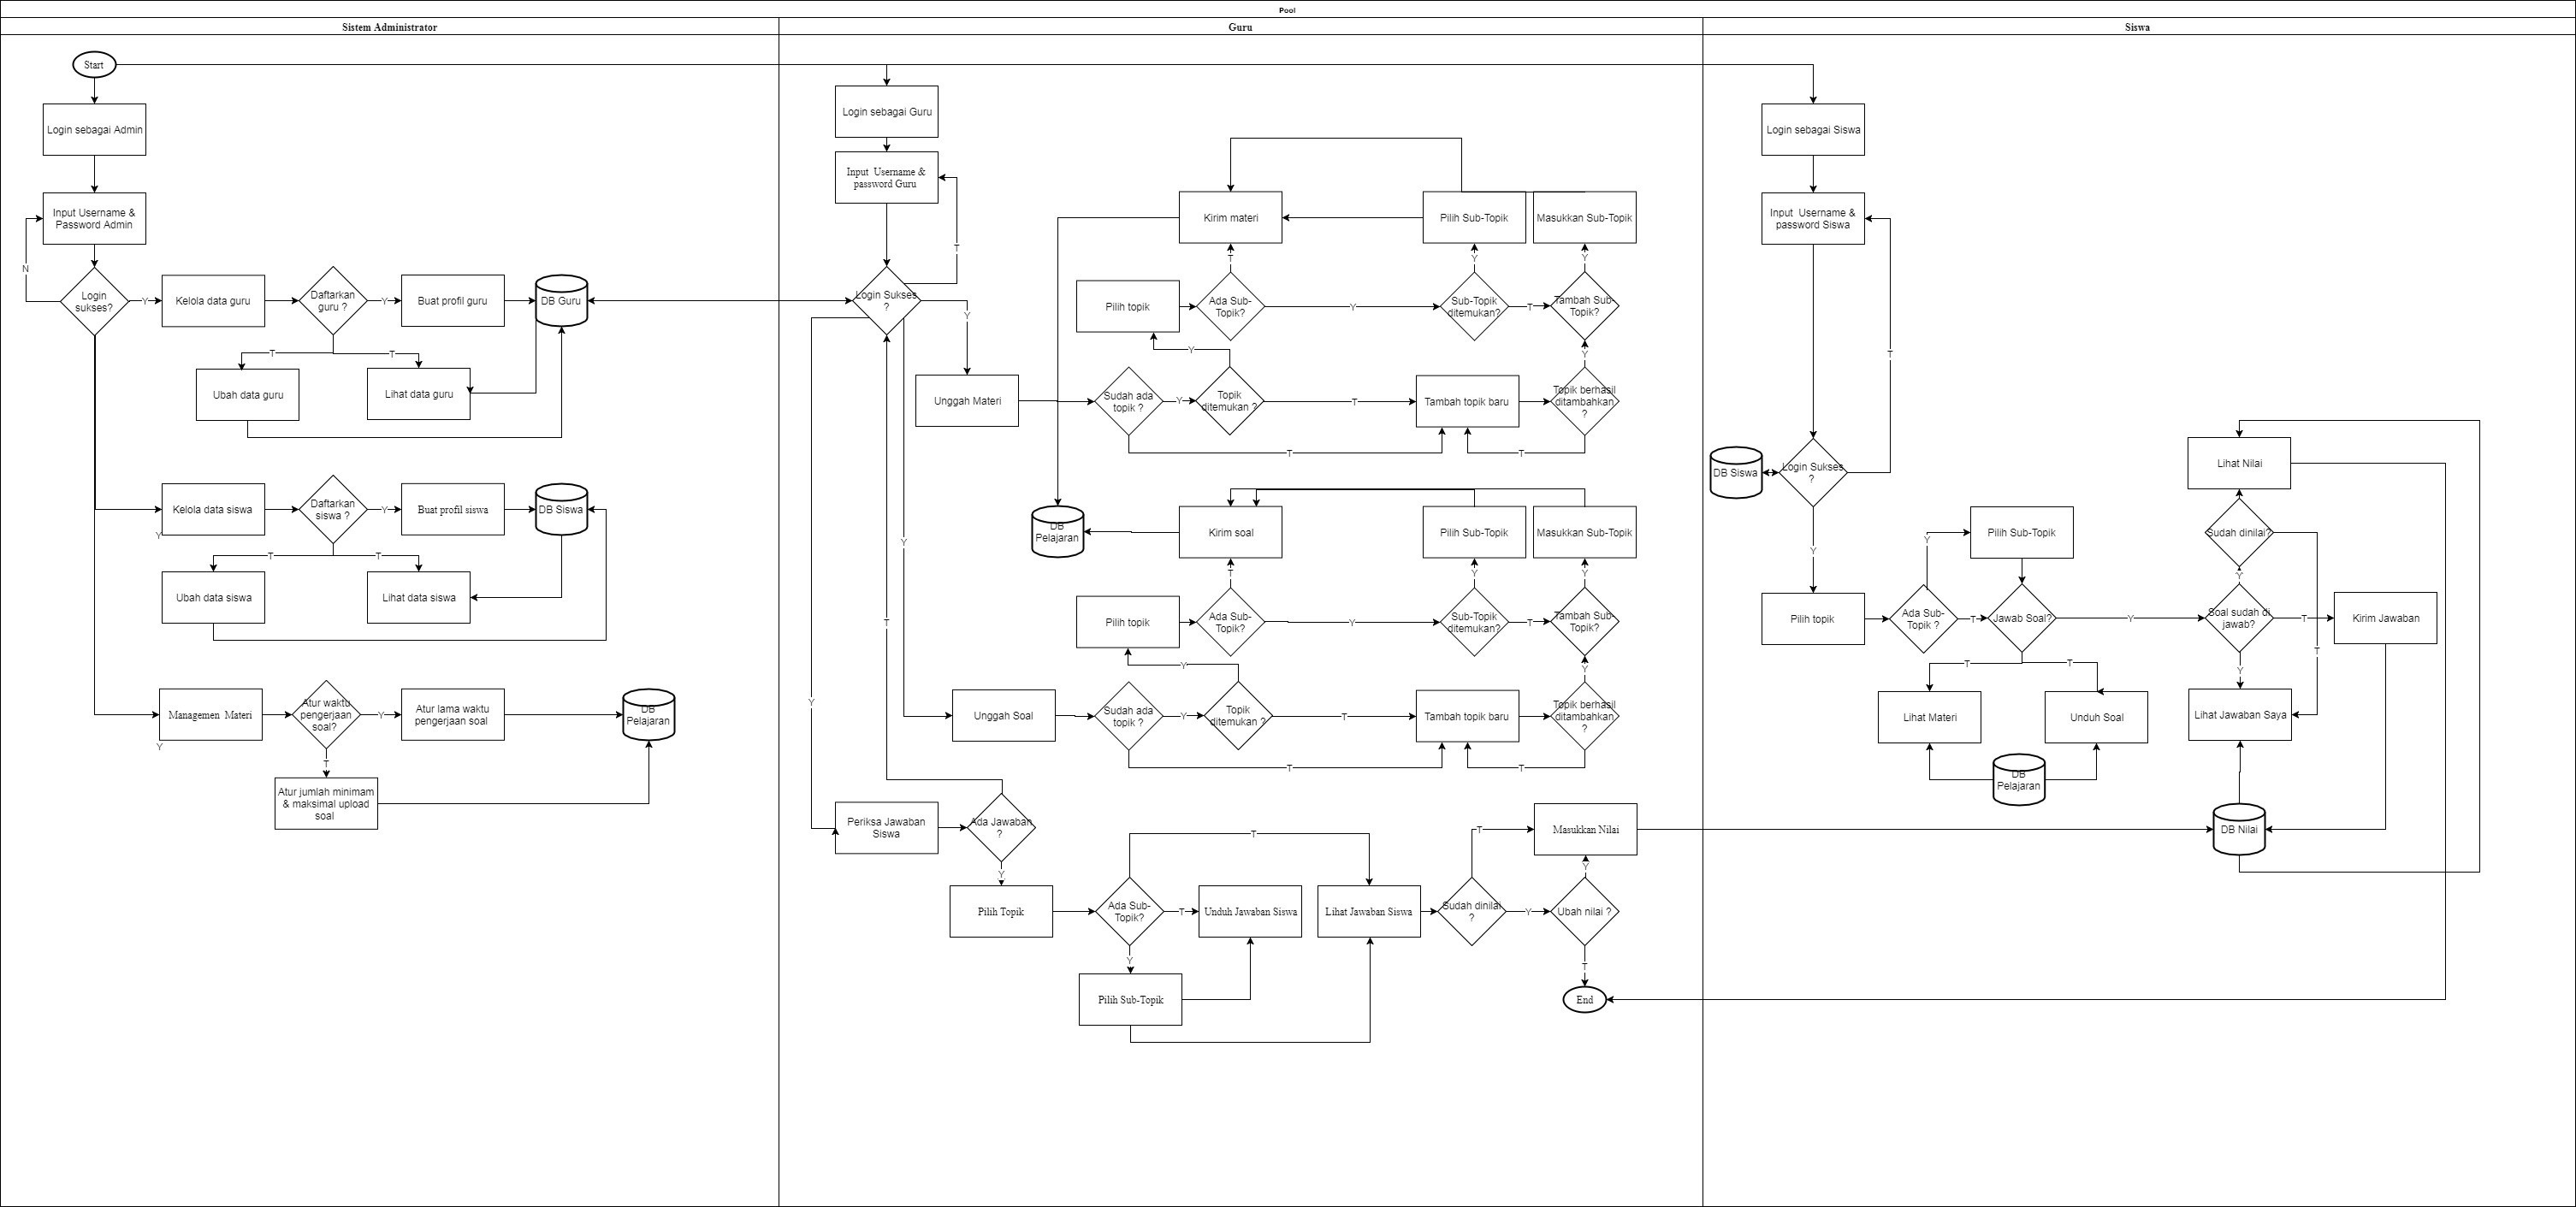 Pool
Sistem Administrator
Guru
Siswa
Start
Login sebagai Admin
Input Username &
Password Admin
N
Login
sukses?
Y
Kelola data guru
Daftarkan
guru ?
Y
Buat profil guru
DB Guru
T
T
Ubah data guru
Lihat data guru
Kelola data siswa
Y
Daftarkan
siswa ?
Y
Buat profil siswa
DB Siswa
T
T
Ubah data siswa
Lihat data siswa
Managemen  Materi
Y
Atur waktu
pengerjaan
soal?
Y
Atur lama waktu
pengerjaan soal
DB
Pelajaran
T
Atur jumlah minimam
& maksimal upload
soal
Login sebagai Guru
Input  Username &
password Guru
T
Login Sukses
?
Y
Y
Y
T
Kirim materi
Pilih Sub-Topik
Masukkan Sub-Topik
T
Y
Y
Pilih topik
Ada Sub-
Topik?
Y
Sub-Topik
ditemukan?
T
Tambah Sub-
Topik?
Y
Y
Unggah Materi
Sudah ada
topik ?
Y
Topik
ditemukan ?
T
Tambah topik baru
Topik berhasil
ditambahkan
?
T
T
DB
Pelajaran
Kirim soal
Pilih Sub-Topik
Masukkan Sub-Topik
T
Y
Y
Pilih topik
Ada Sub-
Topik?
Y
Sub-Topik
ditemukan?
T
Tambah Sub-
Topik?
Y
Y
Unggah Soal
Sudah ada
topik ?
Y
Topik
ditemukan ?
T
Tambah topik baru
Topik berhasil
ditambahkan
?
T
T
Periksa Jawaban
Siswa
Ada Jawaban
?
Y
Pilih Topik
Ada Sub-
Topik?
T
T
Unduh Jawaban Siswa
Lihat Jawaban Siswa
Y
Pilih Sub-Topik
Sudah dinilai
?
T
Y
Masukkan Nilai
Y
Ubah nilai ?
T
End
Login sebagai Siswa
Input  Username &
password Siswa
T
DB Siswa
Login Sukses
?
Y
Pilih topik
Ada Sub-
Topik ?
Y
T
Pilih Sub-Topik
Jawab Soal?
Y
T
T
Lihat Materi
Unduh Soal
DB
Pelajaran
Lihat Nilai
Sudah dinilai?
T
Y
Soal sudah di
jawab?
T
Kirim Jawaban
Y
Lihat Jawaban Saya
DB Nilai